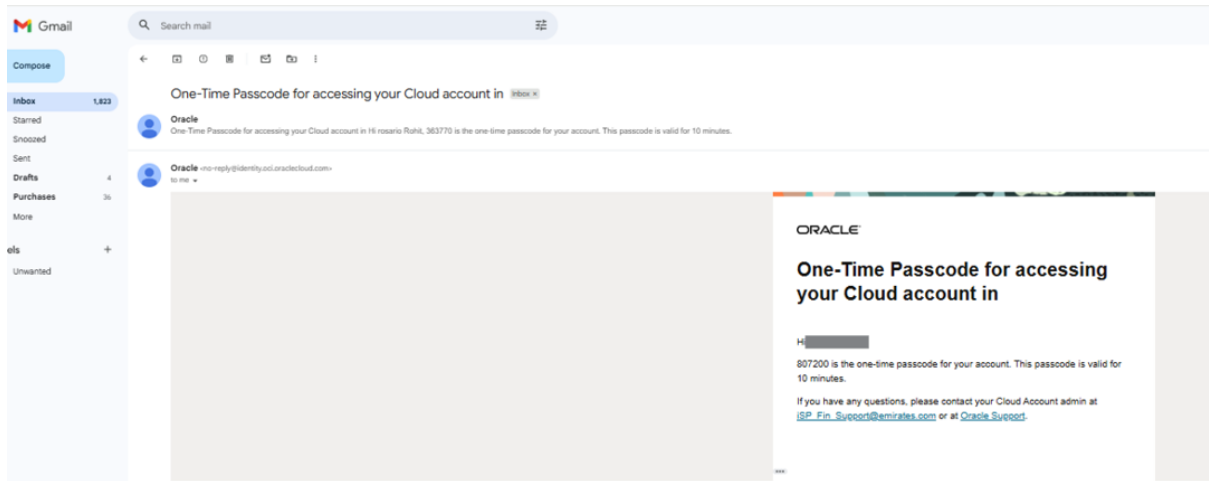 Gmail
Search mail
Compose
Inbox 1,823
Starred
Snoozed
Sent
Drafts 4
Purchases 36
More
els +
Unwanted
One-Time Passcode for accessing your Cloud account in Inbox ×
Oracle
One-Time Passcode for accessing your Cloud account in Hi rosario Rohit, 363770 is the one-time passcode for your account. This passcode is valid for 10 minutes.
Oracle <no-reply@identity.oci.oraclecloud.com>
to me
ORACLE
One-Time Passcode for accessing
your Cloud account in
Hi
807200 is the one-time passcode for your account. This passcode is valid for
10 minutes.
If you have any questions, please contact your Cloud Account admin at
iSP_Fin_Support@emirates.com or at Oracle Support.